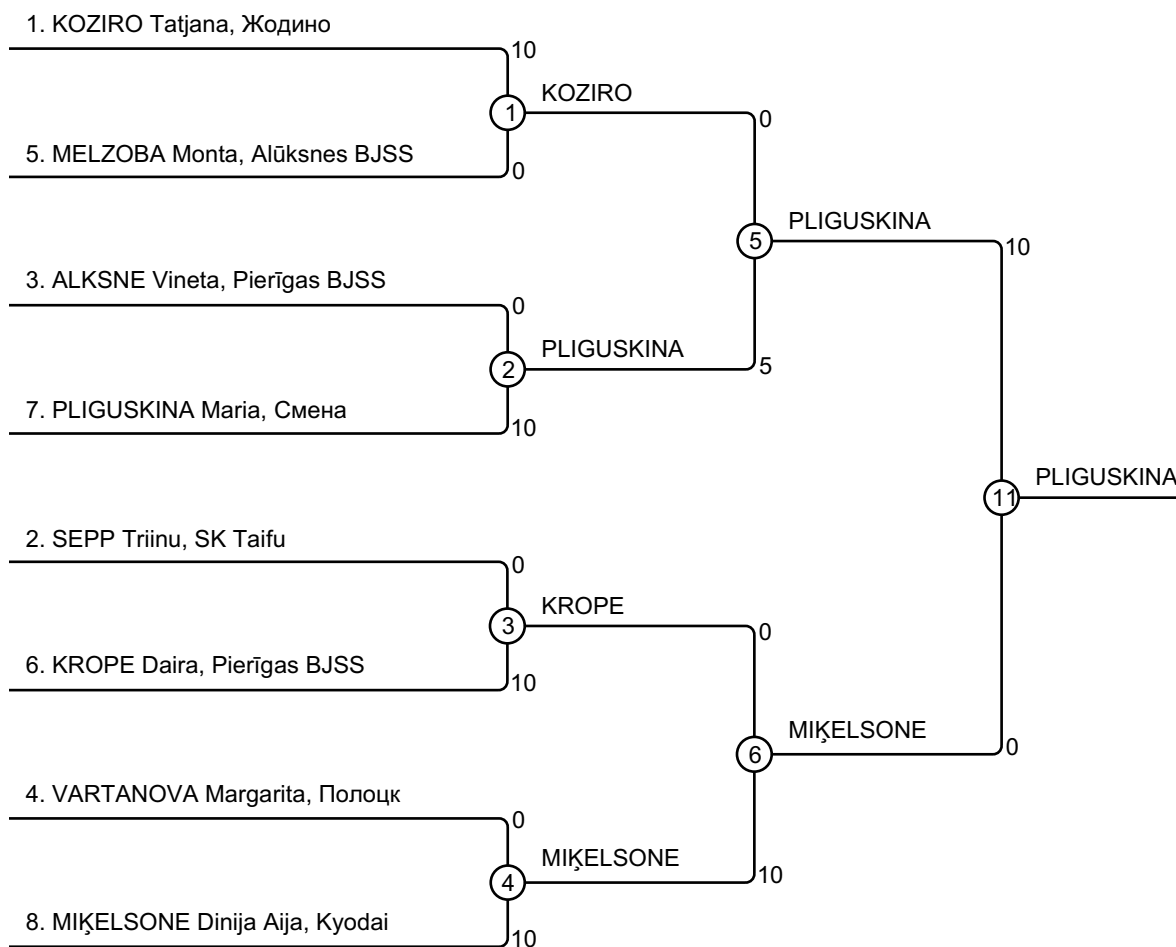 1. KOZIRO Tatjana, Жодино
10
KOZIRO
1
0
5. MELZOBA Monta, Alūksnes BJSS
0
PLIGUSKINA
5
10
3. ALKSNE Vineta, Pierīgas BJSS
0
PLIGUSKINA
2
5
7. PLIGUSKINA Maria, Смена
10
PLIGUSKINA
11
2. SEPP Triinu, SK Taifu
0
KROPE
3
0
6. KROPE Daira, Pierīgas BJSS
10
MIĶELSONE
6
0
4. VARTANOVA Margarita, Полоцк
0
MIĶELSONE
4
10
8. MIĶELSONE Dinija Aija, Kyodai
10